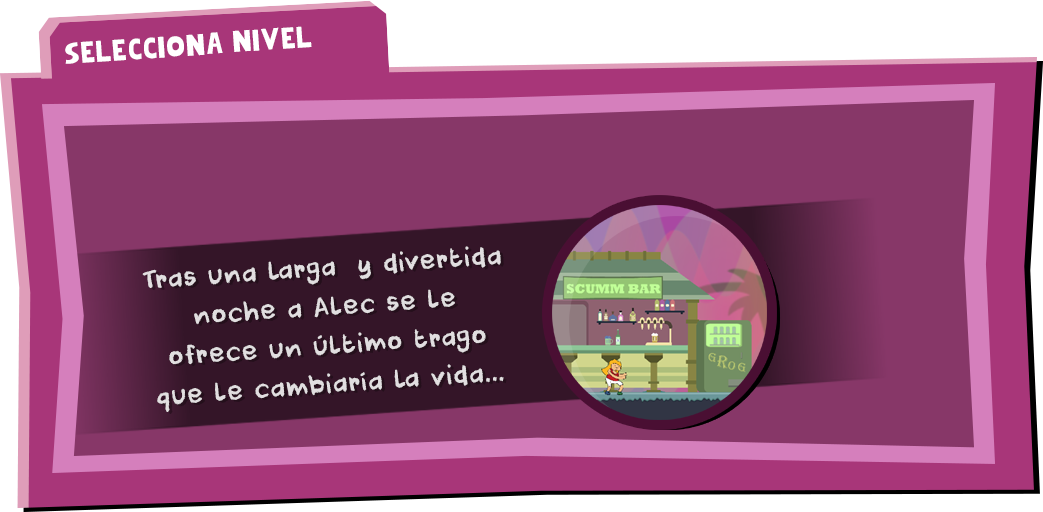 SELECCIONA NIVEL
Tras una larga y divertida
noche a Alec se le
ofrece un último trago
que le cambiaría la vida...
SCUMM BAR
GROG